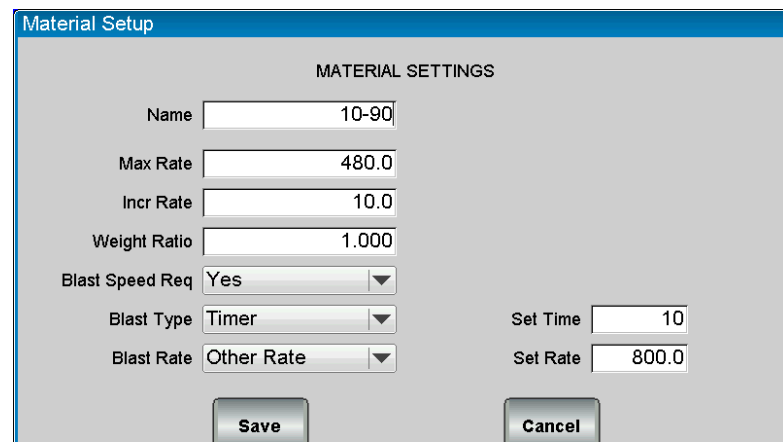 Material Setup
MATERIAL SETTINGS
Name 10-90
Max Rate 480.0
Incr Rate 10.0
Weight Ratio 1.000
Blast Speed Req Yes
Blast Type Timer Set Time 10
Blast Rate Other Rate Set Rate 800.0
Save Cancel